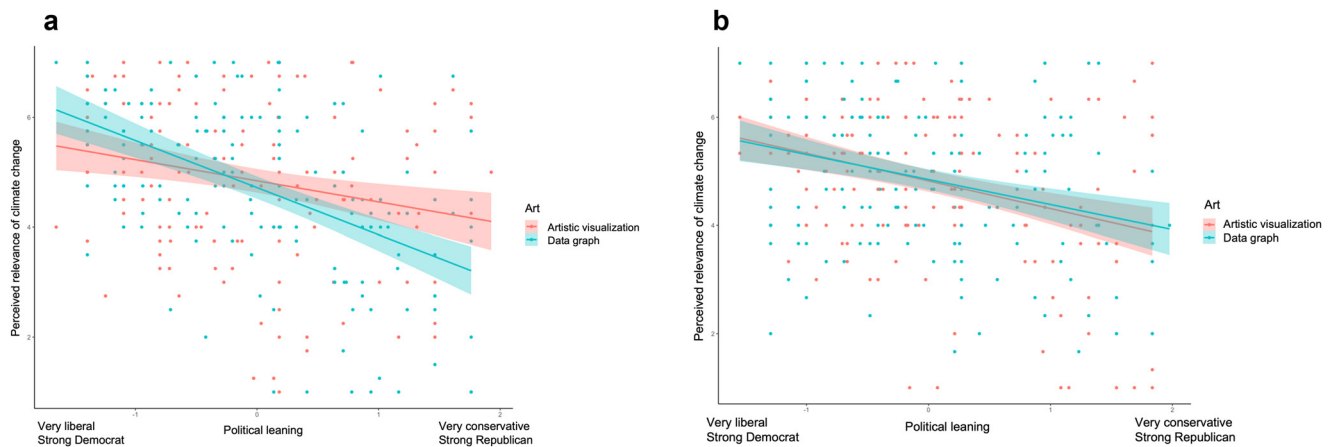 a
Perceived relevance of climate change
6
4
2
-1
0
1
2
Very liberal
Strong Democrat
Political leaning
Very conservative
Strong Republican
Art
Artistic visualization
Data graph
b
Perceived relevance of climate change
6
4
2
-1
0
1
2
Very liberal
Strong Democrat
Political leaning
Very conservative
Strong Republican
Art
Artistic visualization
Data graph